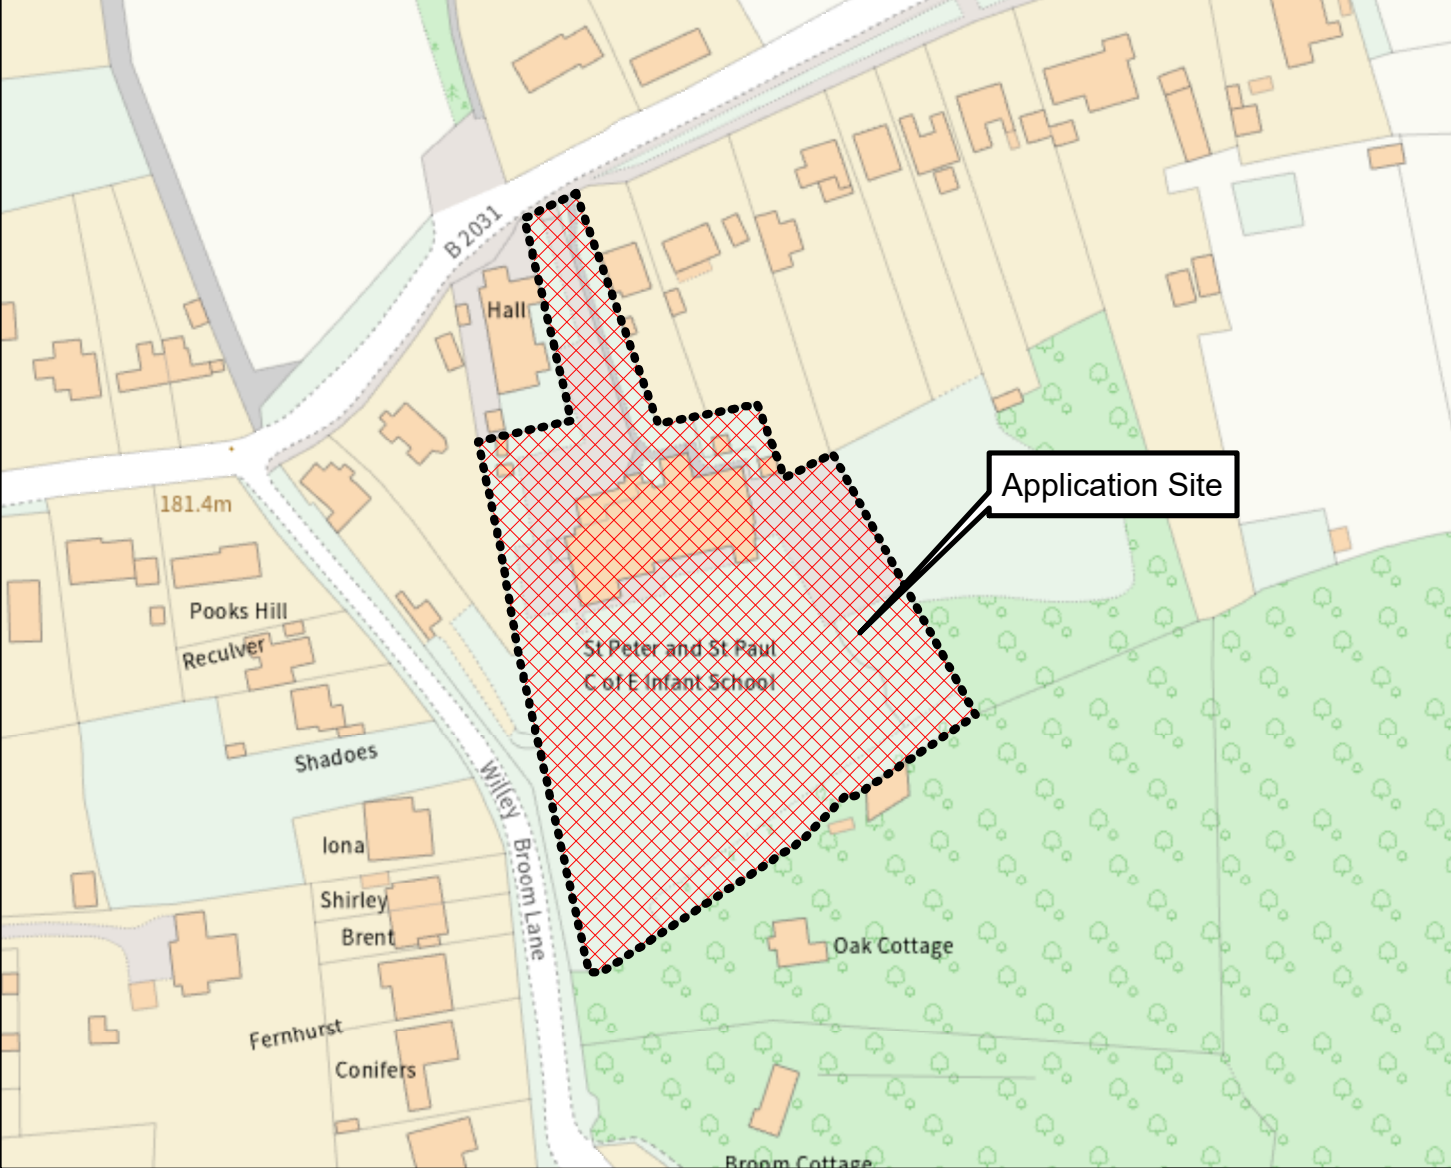 B 2031
Hall
Application Site
181.4m
Pooks Hill
Reculver
St Peter and St Paul
C of E Infant School
Shadoes
Willey Broom Lane
Iona
Shirley
Brent
Oak Cottage
Fernhurst
Conifers
Broom Cottage